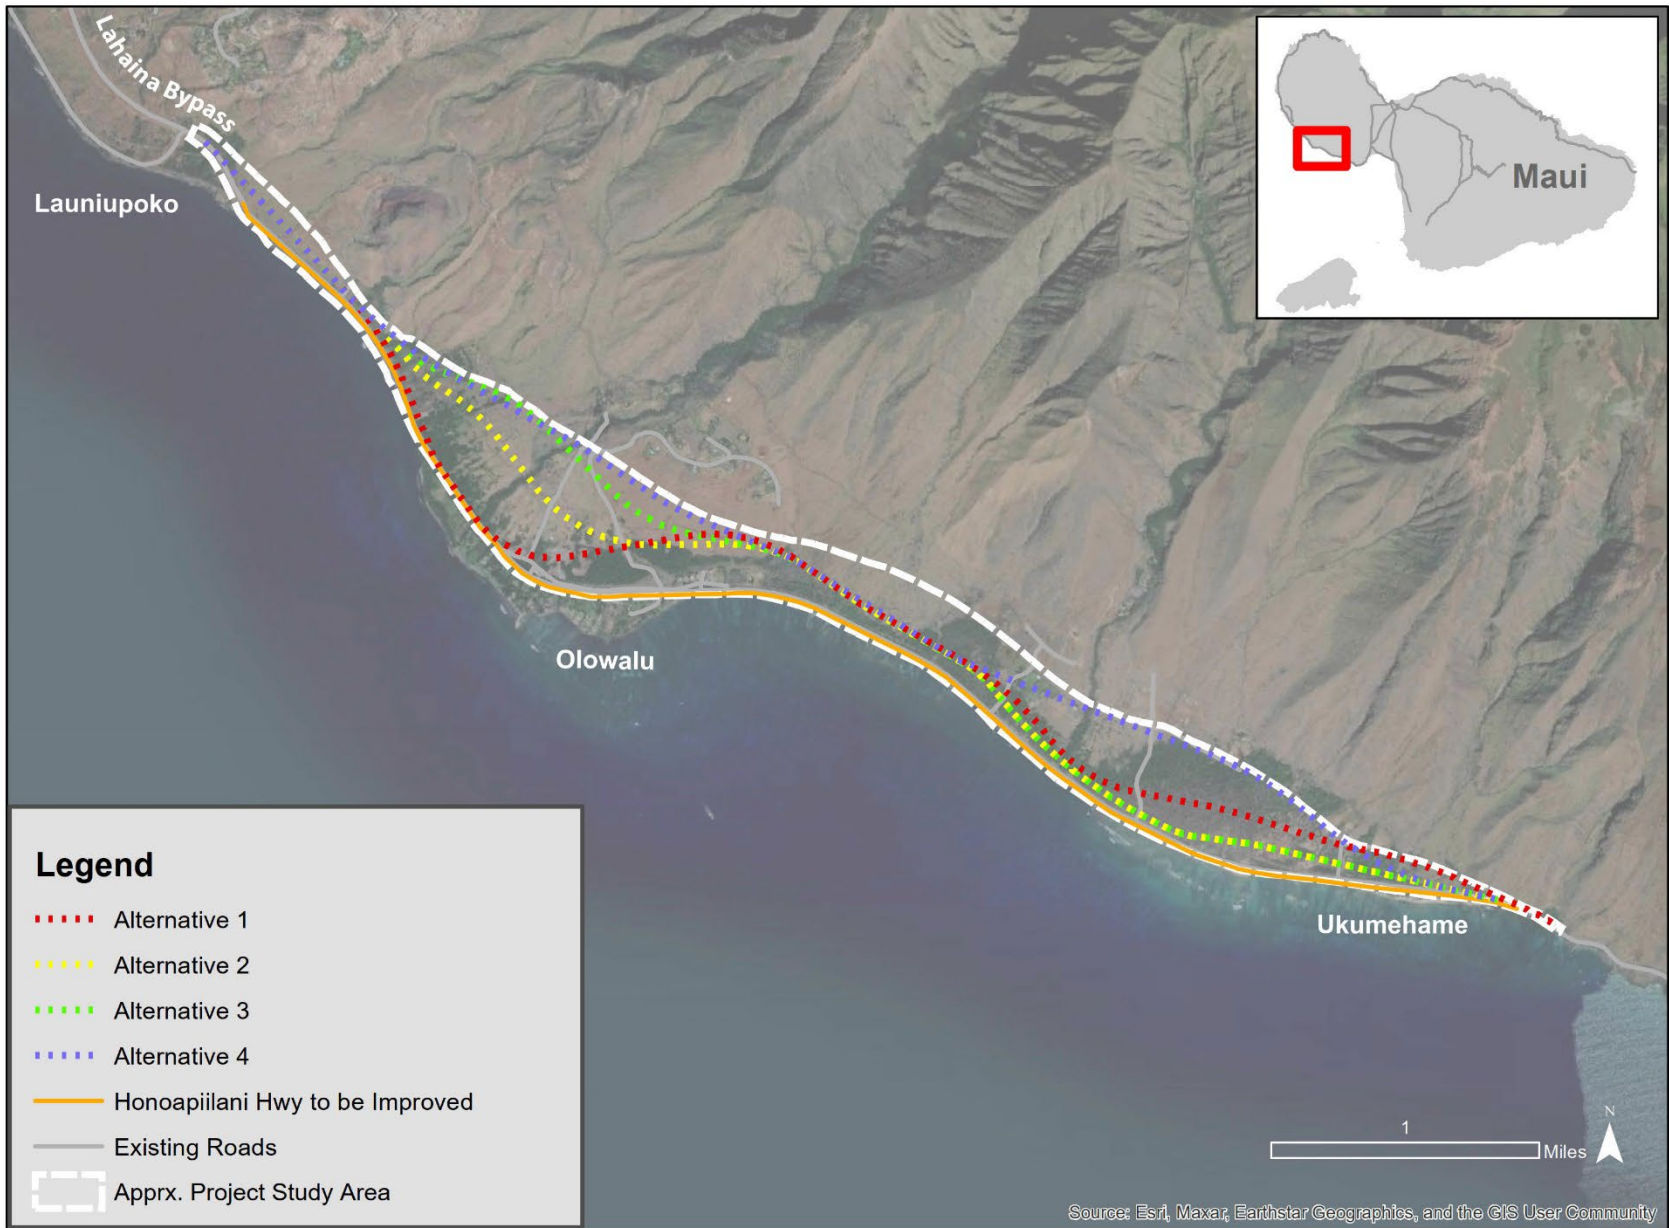 Lahaina Bypass
Launiupoko
Maui
Olowalu
Ukumehame
Legend
Alternative 1
Alternative 2
Alternative 3
Alternative 4
Honoapiilani Hwy to be Improved
Existing Roads
Apprx. Project Study Area
1
Miles
N
Source: Esri, Maxar, Earthstar Geographics, and the GIS User Community